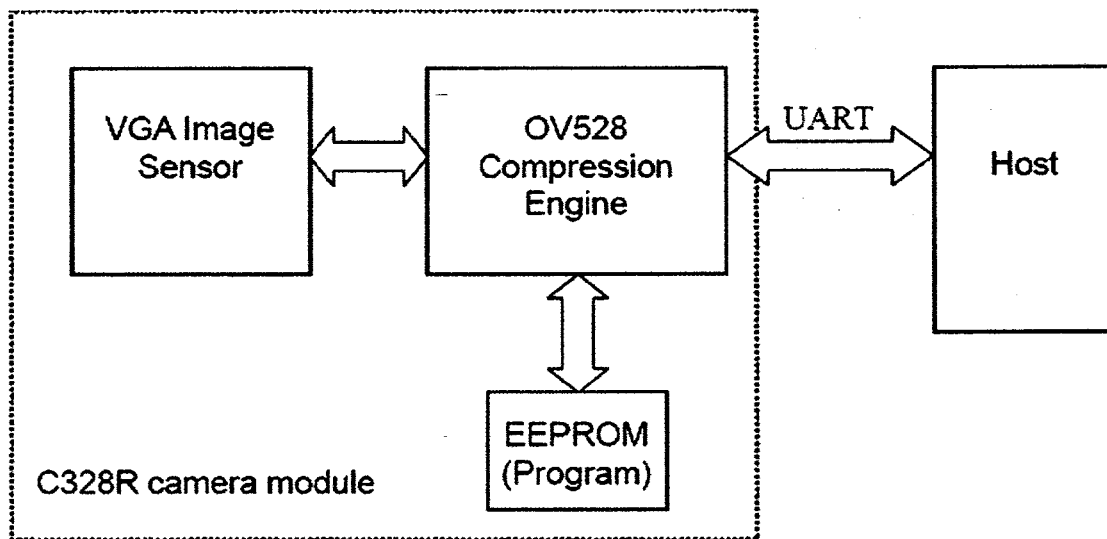 VGA Image
Sensor
OV528
Compression
Engine
UART
Host
EEPROM
(Program)
C328R camera module